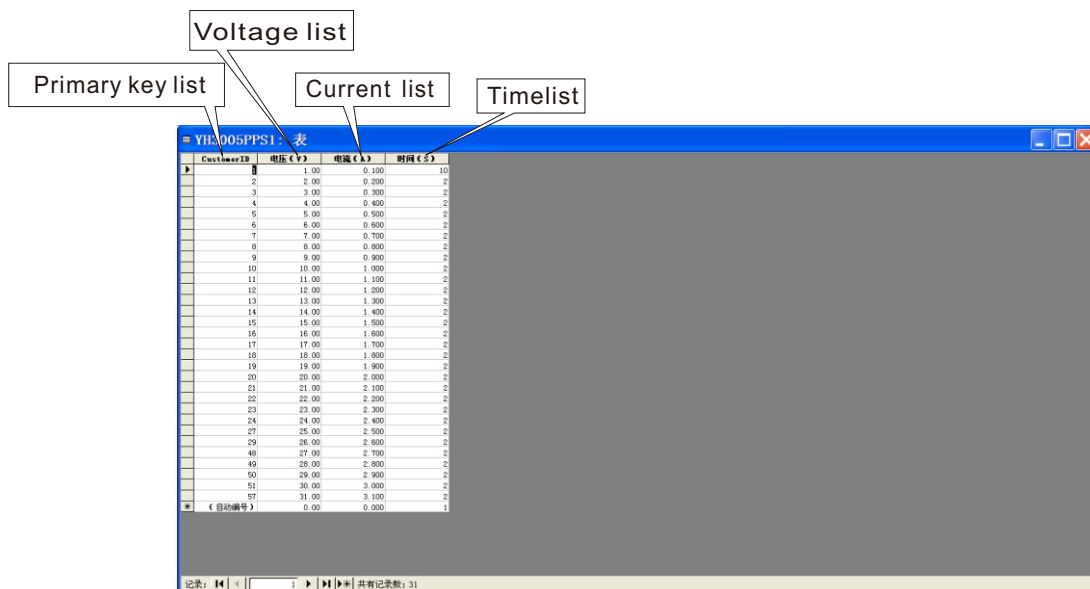 Voltage list
Primary key list
Current list
Timelist
YH3005PPS1: 表
CustomerID 电压(V) 电流(A) 时间(S)
1 1.00 0.100 10
2 2.00 0.200 2
3 3.00 0.300 2
4 4.00 0.400 2
5 5.00 0.500 2
6 6.00 0.600 2
7 7.00 0.700 2
8 8.00 0.800 2
9 9.00 0.900 2
10 10.00 1.000 2
11 11.00 1.100 2
12 12.00 1.200 2
13 13.00 1.300 2
14 14.00 1.400 2
15 15.00 1.500 2
16 16.00 1.600 2
17 17.00 1.700 2
18 18.00 1.800 2
19 19.00 1.900 2
20 20.00 2.000 2
21 21.00 2.100 2
22 22.00 2.200 2
23 23.00 2.300 2
24 24.00 2.400 2
27 25.00 2.500 2
29 26.00 2.600 2
48 27.00 2.700 2
49 28.00 2.800 2
50 29.00 2.900 2
51 30.00 3.000 2
57 31.00 3.100 2
(自动编号) 0.00 0.000 1
记录: 1 共有记录数: 31